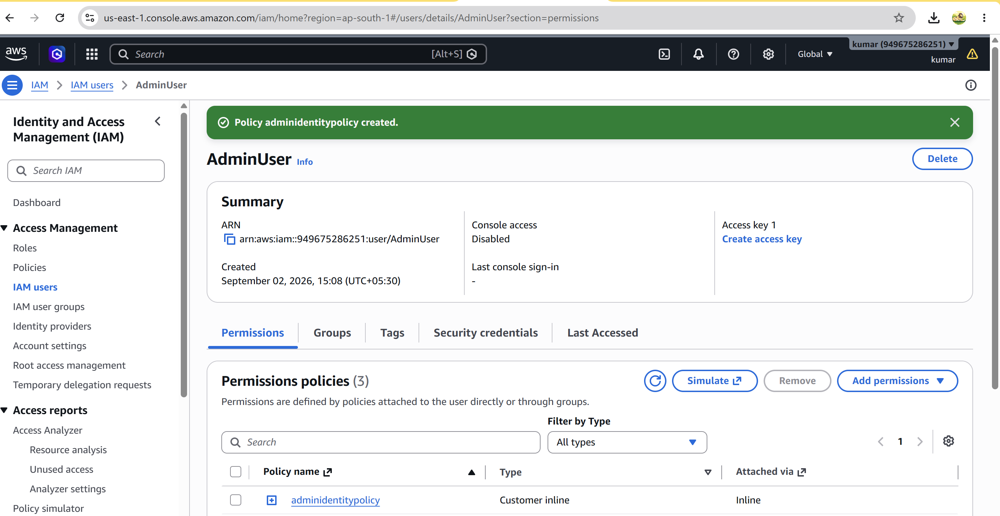 us-east-1.console.aws.amazon.com/iam/home?region=ap-south-1#/users/details/AdminUser?section=permissions
aws
Search
[Alt+S]
Global
kumar (949675286251)
kumar
IAM
IAM users
AdminUser
Identity and Access
Management (IAM)
Search IAM
Dashboard
Access Management
Roles
Policies
IAM users
IAM user groups
Identity providers
Account settings
Root access management
Temporary delegation requests
Access reports
Access Analyzer
Resource analysis
Unused access
Analyzer settings
Policy simulator
Policy adminidentitypolicy created.
AdminUser Info
Delete
Summary
ARN
arn:aws:iam::949675286251:user/AdminUser
Created
September 02, 2026, 15:08 (UTC+05:30)
Console access
Disabled
Last console sign-in
-
Access key 1
Create access key
Permissions
Groups
Tags
Security credentials
Last Accessed
Permissions policies (3)
Simulate
Remove
Add permissions
Permissions are defined by policies attached to the user directly or through groups.
Filter by Type
Search
All types
1
Policy name
Type
Attached via
adminidentitypolicy
Customer inline
Inline